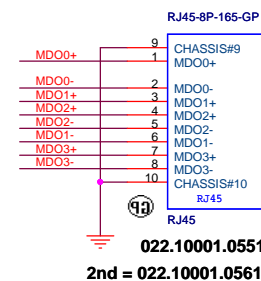 RJ45-8P-165-GP
9 CHASSIS#9
MDO0+ 1 MDO0+
MDO0- 2 MDO0-
MDO1+ 3 MDO1+
MDO2+ 4 MDO2+
MDO2- 5 MDO2-
MDO1- 6 MDO1-
MDO3+ 7 MDO3+
MDO3- 8 MDO3-
10 CHASSIS#10
RJ45
RJ45
022.10001.0551
2nd = 022.10001.0561